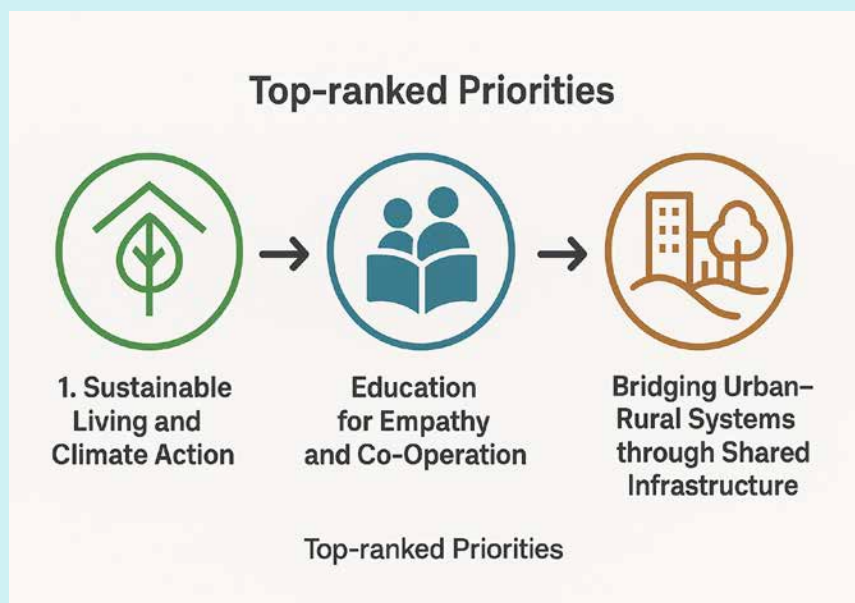 Top-ranked Priorities
1. Sustainable
Living and
Climate Action
Education
for Empathy
and Co-Operation
Bridging Urban–
Rural Systems
through Shared
Infrastructure
Top-ranked Priorities